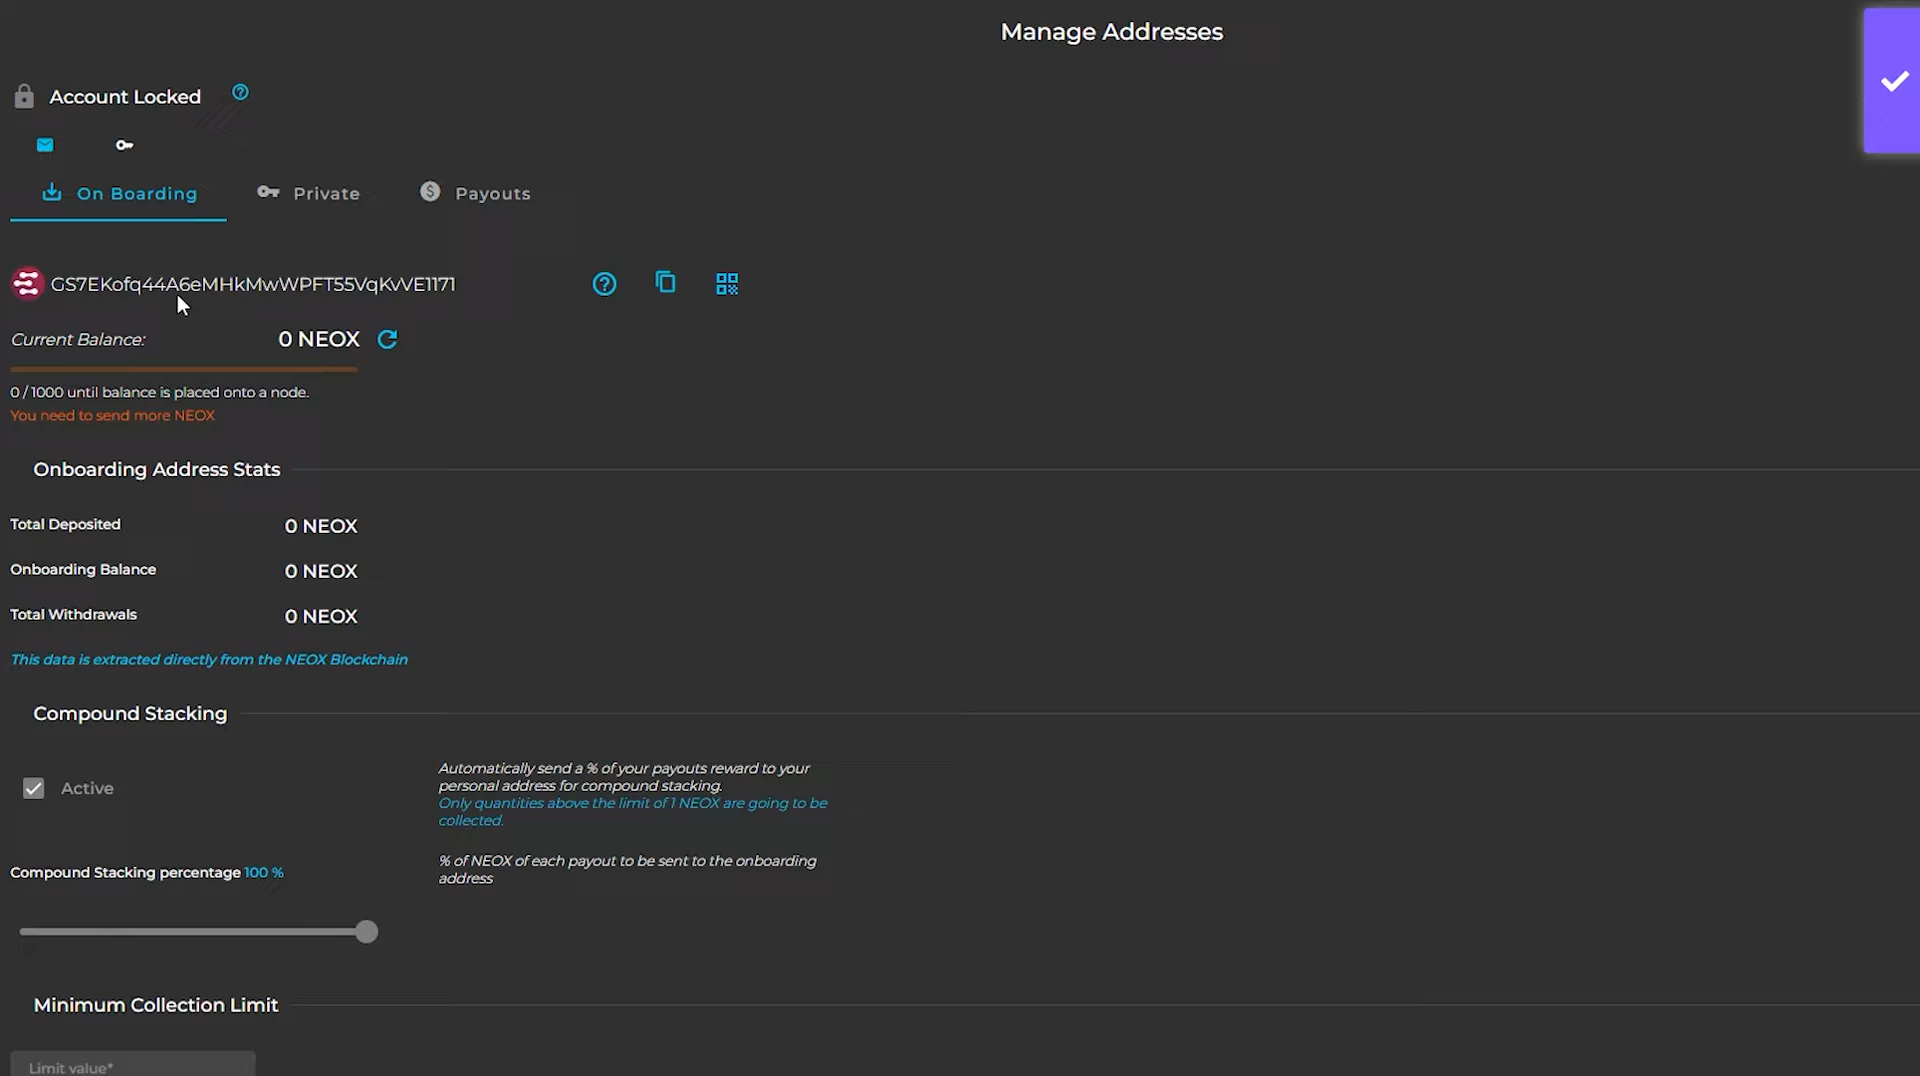 Manage Addresses
Account Locked
On Boarding
Private
Payouts
GS7EKofq44A6eMHkMwWPFT55VqKvVE1171
Current Balance:
0 NEOX
0 / 1000 until balance is placed onto a node.
You need to send more NEOX
Onboarding Address Stats
Total Deposited
0 NEOX
Onboarding Balance
0 NEOX
Total Withdrawals
0 NEOX
This data is extracted directly from the NEOX Blockchain
Compound Stacking
Active
Automatically send a % of your payouts reward to your
personal address for compound stacking.
Only quantities above the limit of 1 NEOX are going to be
collected.
Compound Stacking percentage 100 %
% of NEOX of each payout to be sent to the onboarding
address
Minimum Collection Limit
Limit value*